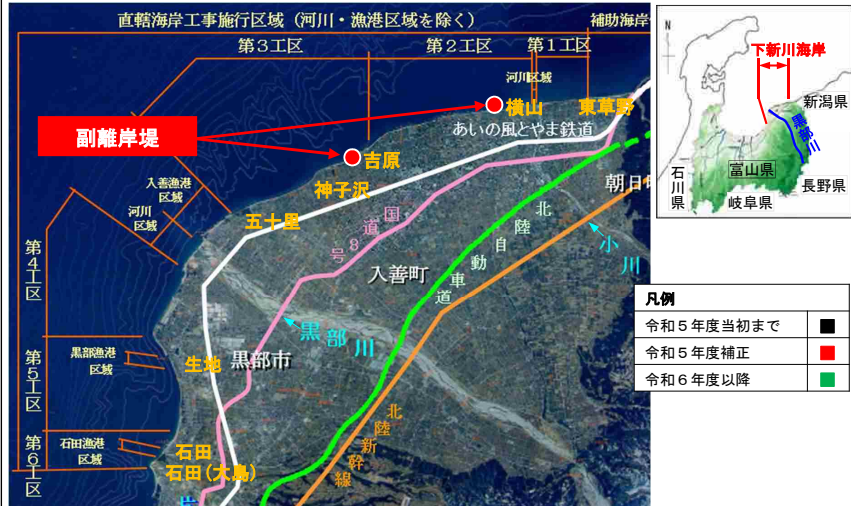 直轄海岸工事施行区域（河川・漁港区域を除く）
補助海岸
第３工区
第２工区
第１工区
河川区域
横山
東草野
あいの風とやま鉄道
副離岸堤
吉原
神子沢
朝日町
入善漁港
区域
河川
区域
五十里
国道８号
北陸自動車道
小川
入善町
第４工区
黒部川
黒部漁港
区域
生地
黒部市
第５工区
石田漁港
区域
石田
石田(大島)
第６工区
北陸新幹線
N
下新川海岸
新潟県
黒部川
富山県
石川県
岐阜県
長野県
凡例
令和５年度当初まで
令和５年度補正
令和６年度以降